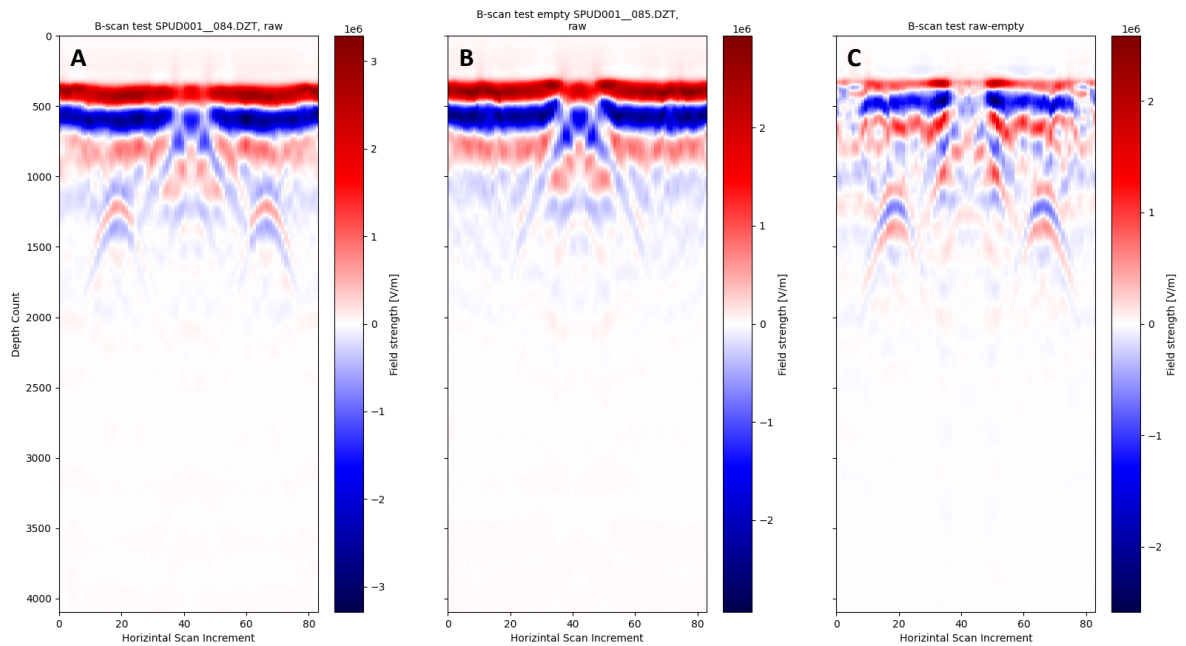 B-scan test SPUD001__084.DZT, raw
B-scan test empty SPUD001__085.DZT,
raw
B-scan test raw-empty
A
B
C
1e6
1e6
1e6
0
500
1000
1500
2000
2500
3000
3500
4000
Depth Count
0
20
40
60
80
Horizintal Scan Increment
3
2
1
0
−1
−2
−3
Field strength [V/m]
0
20
40
60
80
Horizintal Scan Increment
2
1
0
−1
−2
Field strength [V/m]
0
20
40
60
80
Horizintal Scan Increment
2
1
0
−1
−2
Field strength [V/m]